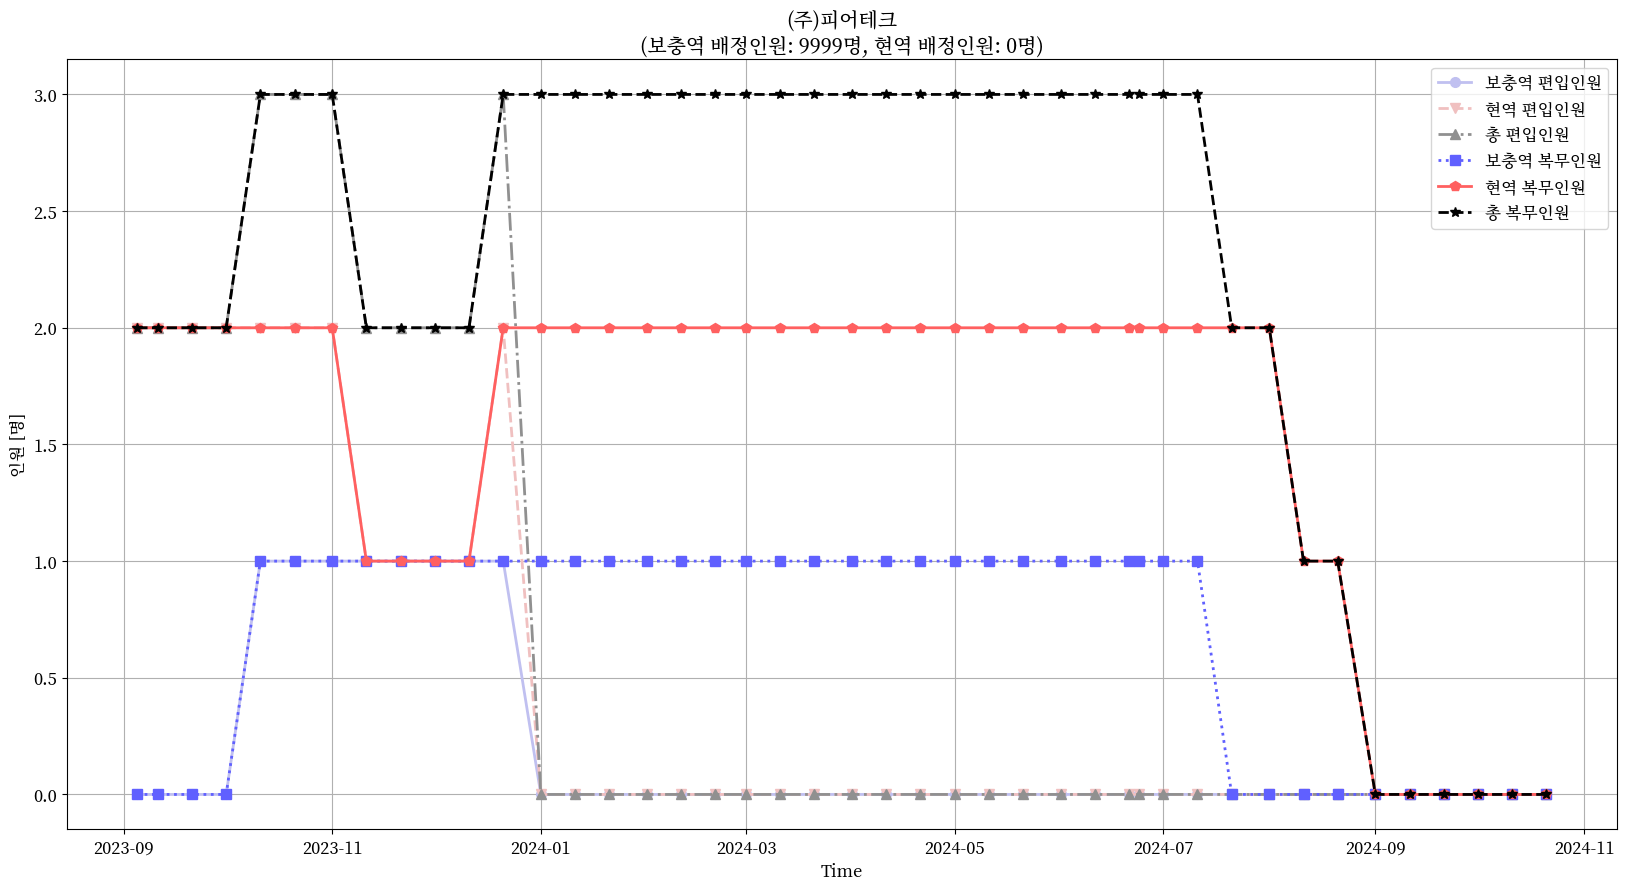 (주)피어테크
(보충역 배정인원: 9999명, 현역 배정인원: 0명)
보충역 편입인원
현역 편입인원
총 편입인원
보충역 복무인원
현역 복무인원
총 복무인원
인원 [명]
3.0
2.5
2.0
1.5
1.0
0.5
0.0
2023-09
2023-11
2024-01
2024-03
2024-05
2024-07
2024-09
2024-11
Time